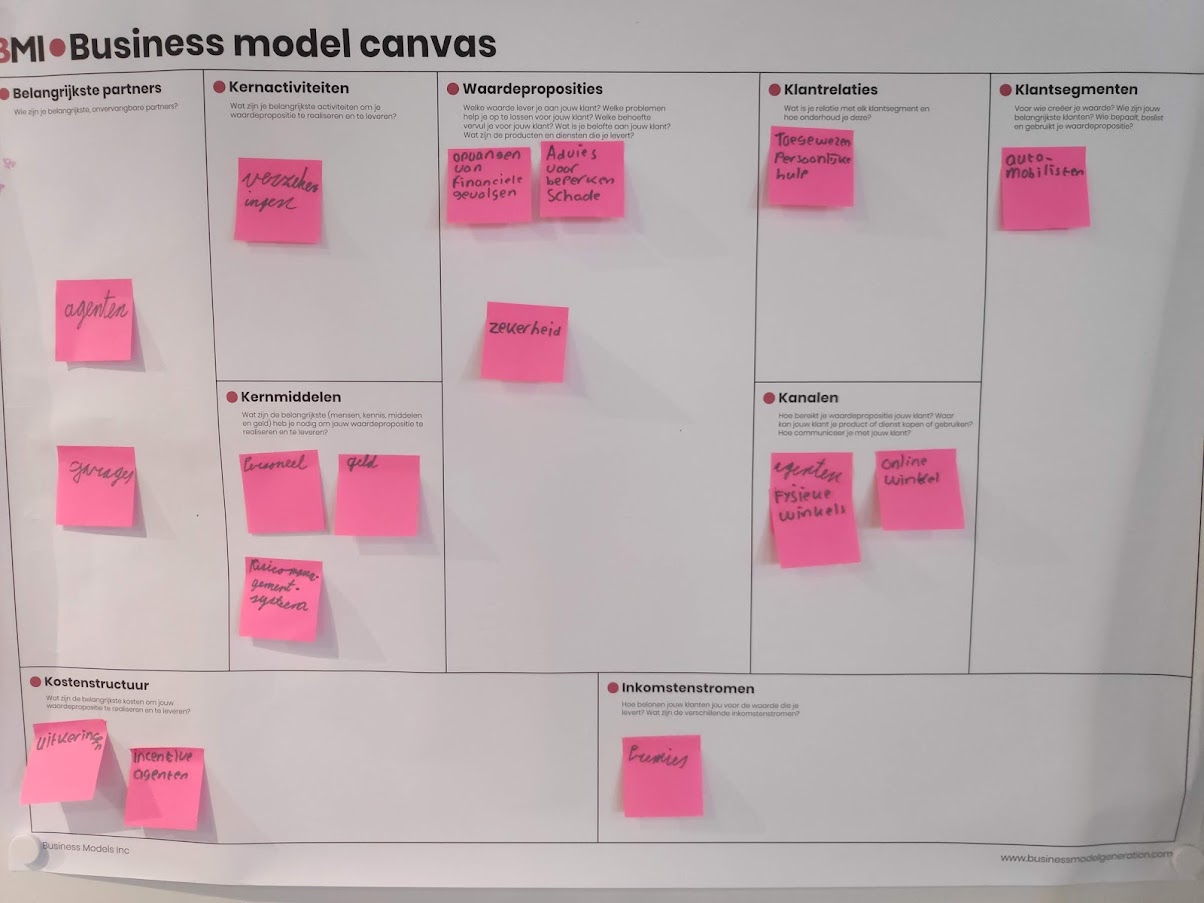 BMI Business model canvas
Belangrijkste partners
Wie zijn je belangrijkste, onvervangbare partners?
agenten
garages
Kernactiviteiten
Wat zijn je belangrijkste activiteiten om je
waardepropositie te realiseren en te leveren?
verzeker
ingen
Kernmiddelen
Wat zijn de belangrijkste (mensen, kennis, middelen
en geld) heb je nodig om jouw waardepropositie te
realiseren en te leveren?
Personeel
geld
Risicomana-
gement-
systeem
Waardeproposities
Welke waarde lever je aan jouw klant? Welke problemen
help je op te lossen voor jouw klant? Welke behoefte
vervul je voor jouw klant? Wat is je belofte aan jouw klant?
Wat zijn de producten en diensten die je levert?
opvangen
van
financiele
gevolgen
Advies
voor
beperken
Schade
zekerheid
Klantrelaties
Wat is je relatie met elk klantsegment en
hoe onderhoud je deze?
Toegewezen
Persoonlijke
hulp
Kanalen
Hoe bereikt je waardepropositie jouw klant? Waar
kan jouw klant je product of dienst kopen of gebruiken?
Hoe communiceer je met jouw klant?
agenten
Fysieke
winkels
online
winkel
Klantsegmenten
Voor wie creëer je waarde? Wie zijn jouw
belangrijkste klanten? Wie bepaalt, beslist
en gebruikt je waardepropositie?
auto-
mobilisten
Kostenstructuur
Wat zijn de belangrijkste kosten om jouw
waardepropositie te realiseren en te leveren?
Uitkeringen
incentive
agenten
Inkomstenstromen
Hoe belonen jouw klanten jou voor de waarde die je
levert? Wat zijn de verschillende inkomstenstromen?
Premies
Business Models Inc
www.businessmodelgeneration.com